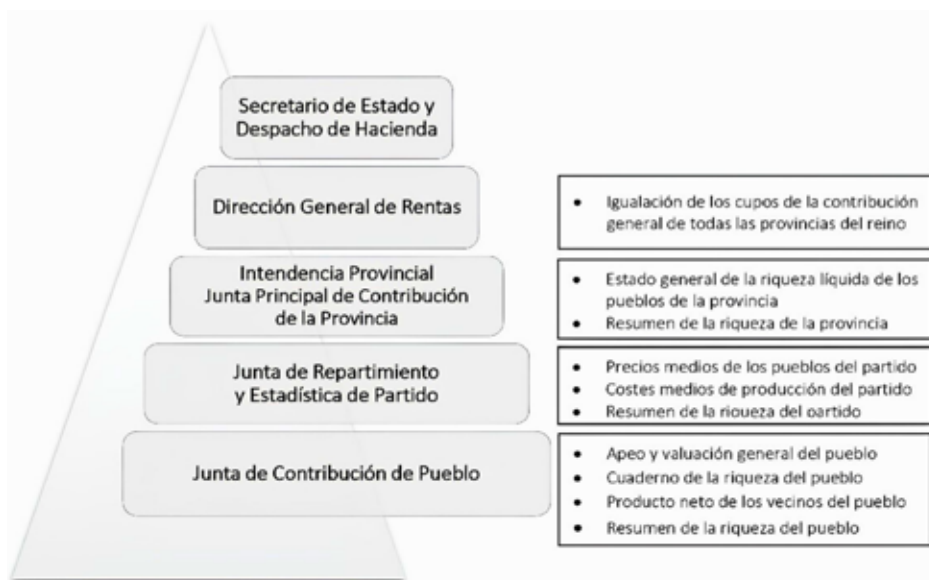 Secretario de Estado y
Despacho de Hacienda
Dirección General de Rentas
• Igualación de los cupos de la contribución
general de todas las provincias del reino
Intendencia Provincial
Junta Principal de Contribución
de la Provincia
• Estado general de la riqueza líquida de los
pueblos de la provincia
• Resumen de la riqueza de la provincia
Junta de Repartimiento
y Estadística de Partido
• Precios medios de los pueblos del partido
• Costes medios de producción del partido
• Resumen de la riqueza del partido
Junta de Contribución de Pueblo
• Apeo y valuación general del pueblo
• Cuaderno de la riqueza del pueblo
• Producto neto de los vecinos del pueblo
• Resumen de la riqueza del pueblo